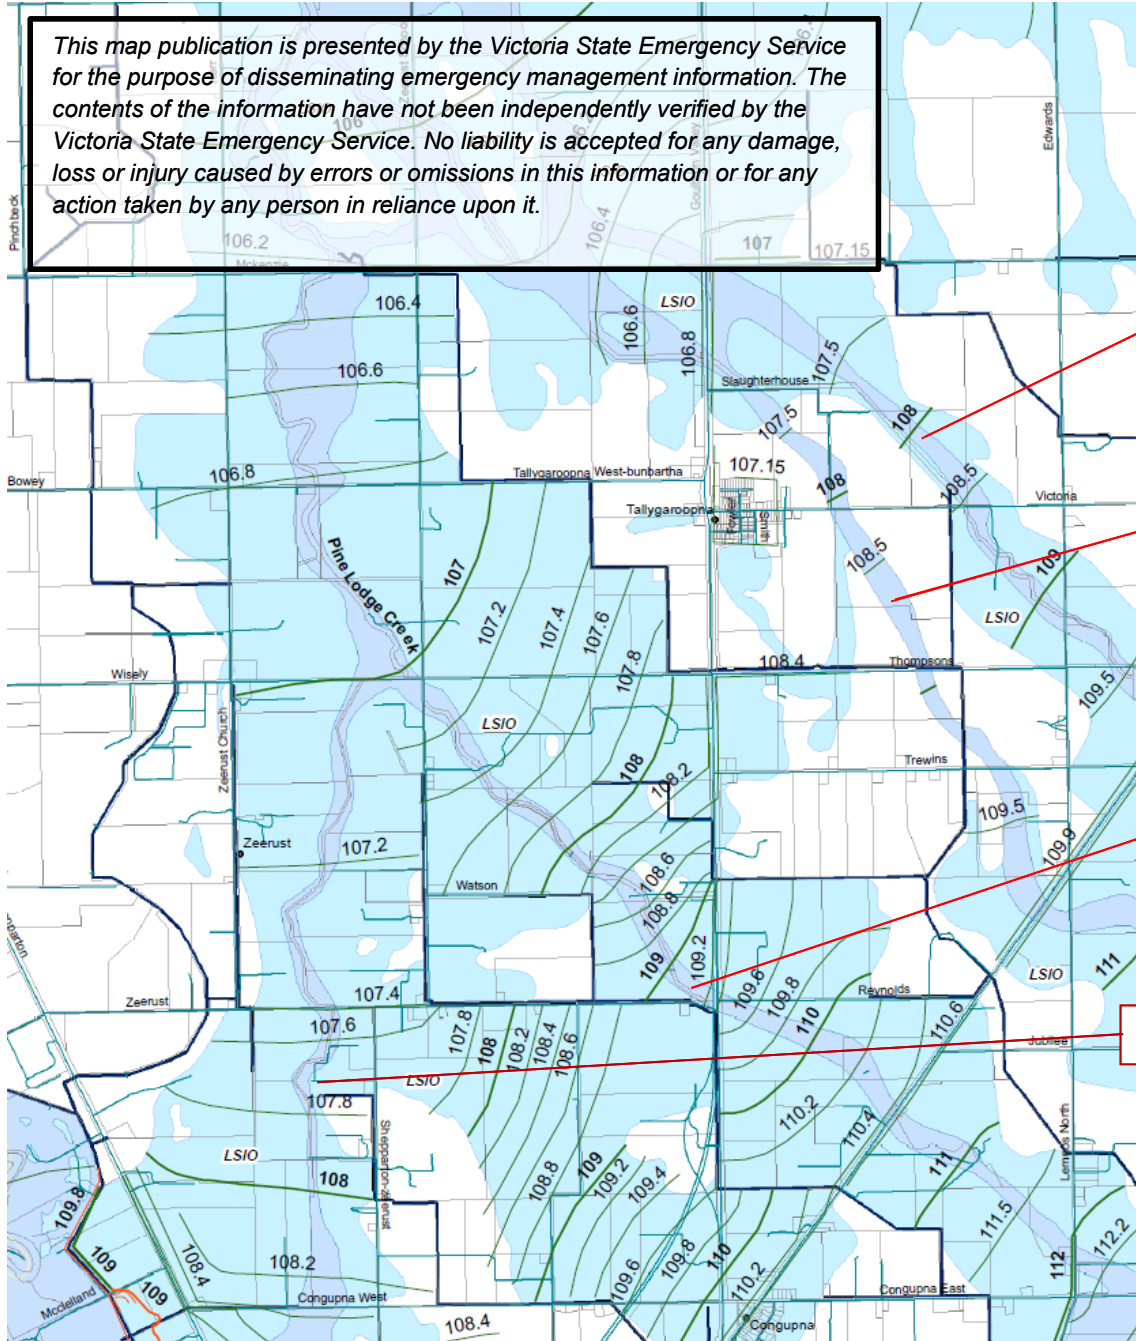 This map publication is presented by the Victoria State Emergency Service
for the purpose of disseminating emergency management information. The
contents of the information have not been independently verified by the
Victoria State Emergency Service. No liability is accepted for any damage,
loss or injury caused by errors or omissions in this information or for any
action taken by any person in reliance upon it.
Pinchbeck
Edwards
106
106.2
106.4
106.2
Mckenzie
107
107.15
106.4
106.6
LSIO
106.8
107.5
106.6
Slaughterhouse
107.5
108
106.8
Bowey
Tallygaroopna West-bunbartha
107.15
108
108.5
Victoria
Tallygaroopna
Fowler
Smith
Pine Lodge Creek
107
108.5
109
107.2
107.4
107.6
LSIO
107.8
108.4
Thompsons
Wisely
109.5
Zeerust Church
LSIO
108
108.2
Trewins
109.5
109.9
Zeerust
107.2
108.6
Watson
108.8
109
109.2
109.6
109.8
LSIO
111
Reynolds
110
110.6
Zeerust
107.4
107.6
107.8
108
108.2
108.4
108.6
Jubilee
LSIO
107.8
110.2
110.4
Lemnos North
Shepparton-zeerust
LSIO
108
108.8
109
109.2
109.4
111
111.5
112.2
109.8
109
108.4
108.2
109.6
109.8
110
110.2
112
Mcclelland
109
Congupna West
Congupna East
108.4
Congupna